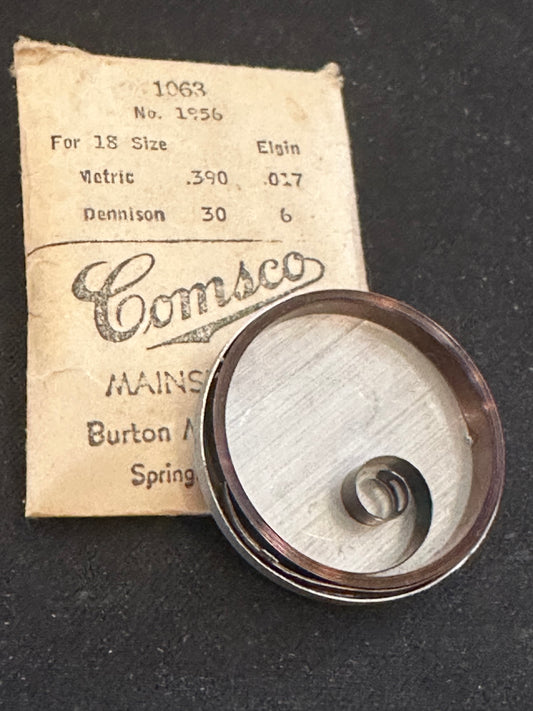 1063
No. 1956
For 18 Size Elgin
Metric .390 .017
Dennison 30 6
Comsco
MAINS
Burton M
Spring